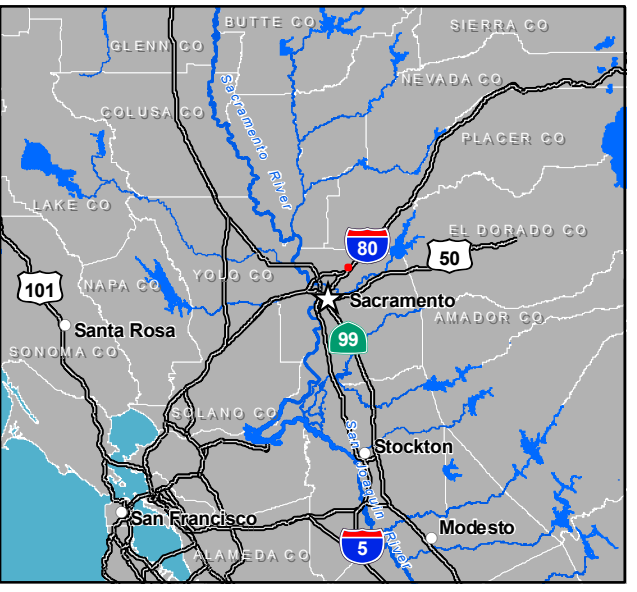 BUTTE CO
SIERRA CO
GLENN CO
NEVADA CO
COLUSA CO
Sacramento River
PLACER CO
LAKE CO
EL DORADO CO
80
50
YOLO CO
101
NAPA CO
Sacramento
AMADOR CO
Santa Rosa
99
SONOMA CO
SOLANO CO
Stockton
San Joaquin River
San Francisco
Modesto
5
ALAMEDA CO